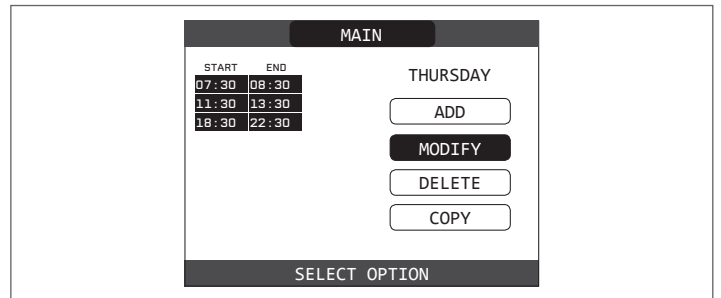 MAIN
START END
07:30 08:30
11:30 13:30
18:30 22:30
THURSDAY
ADD
MODIFY
DELETE
COPY
SELECT OPTION